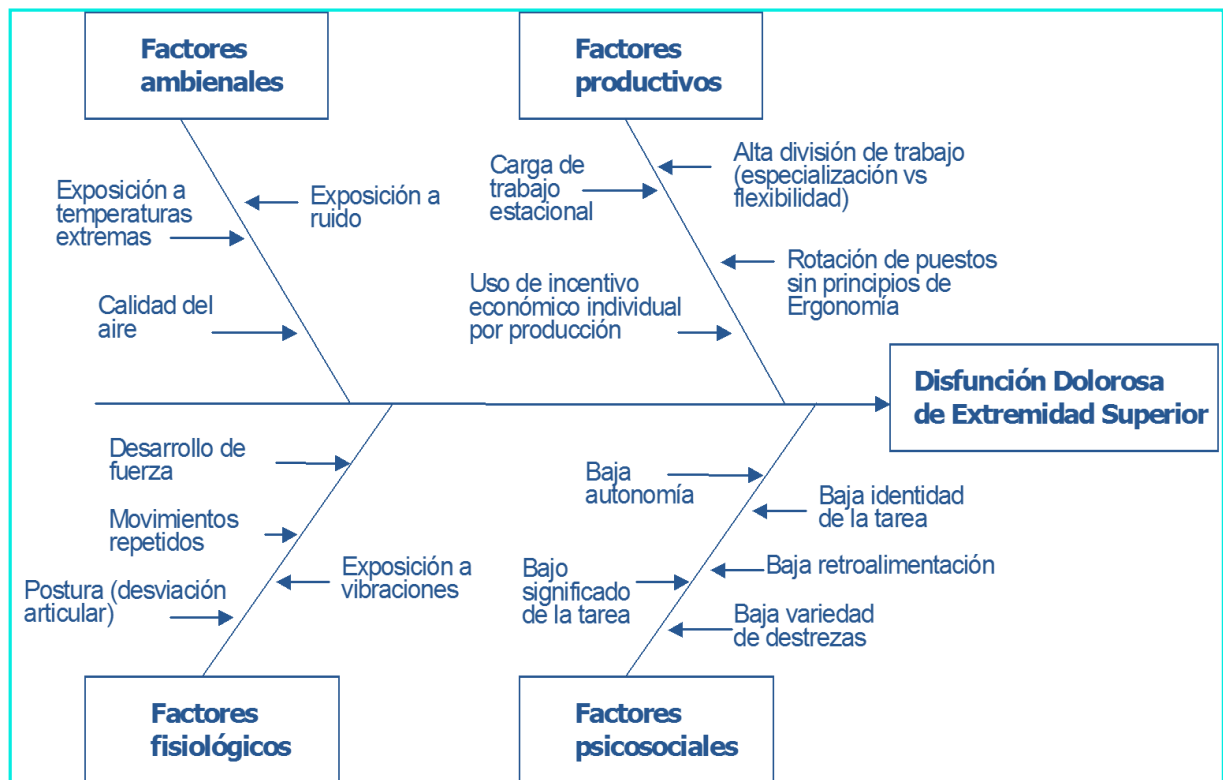 Factores
ambienales
Factores
productivos
Exposición a
temperaturas
extremas
Exposición a
ruido
Calidad del
aire
Carga de
trabajo
estacional
Alta división de trabajo
(especialización vs
flexibilidad)
Uso de incentivo
económico individual
por producción
Rotación de puestos
sin principios de
Ergonomía
Disfunción Dolorosa
de Extremidad Superior
Desarrollo de
fuerza
Movimientos
repetidos
Postura (desviación
articular)
Exposición a
vibraciones
Baja
autonomía
Baja identidad
de la tarea
Bajo
significado
de la tarea
Baja retroalimentación
Baja variedad
de destrezas
Factores
fisiológicos
Factores
psicosociales